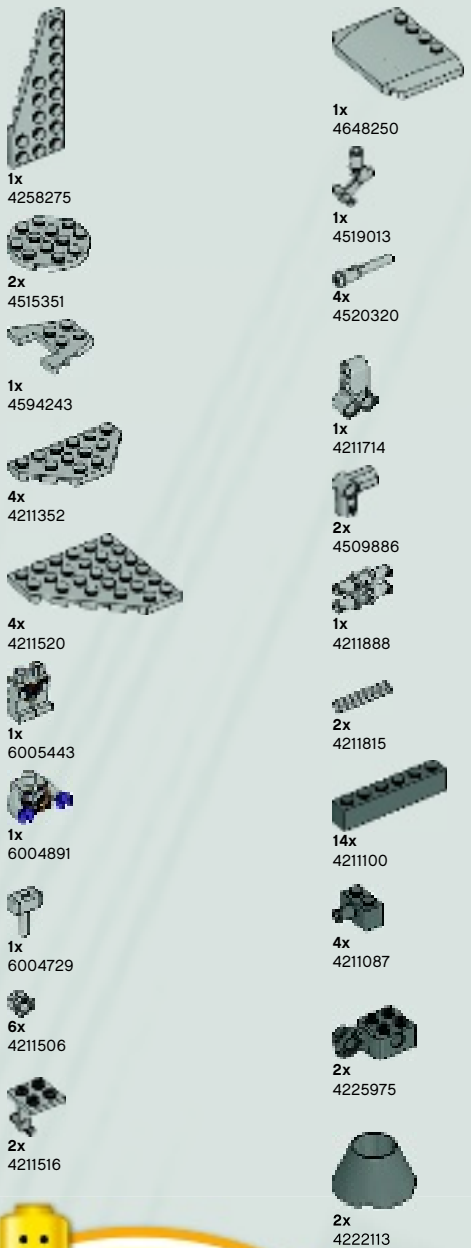 1x
4258275
2x
4515351
1x
4594243
4x
4211352
4x
4211520
1x
6005443
1x
6004891
1x
6004729
6x
4211506
2x
4211516
1x
4648250
1x
4519013
4x
4520320
1x
4211714
2x
4509886
1x
4211888
2x
4211815
14x
4211100
4x
4211087
2x
4225975
2x
4222113